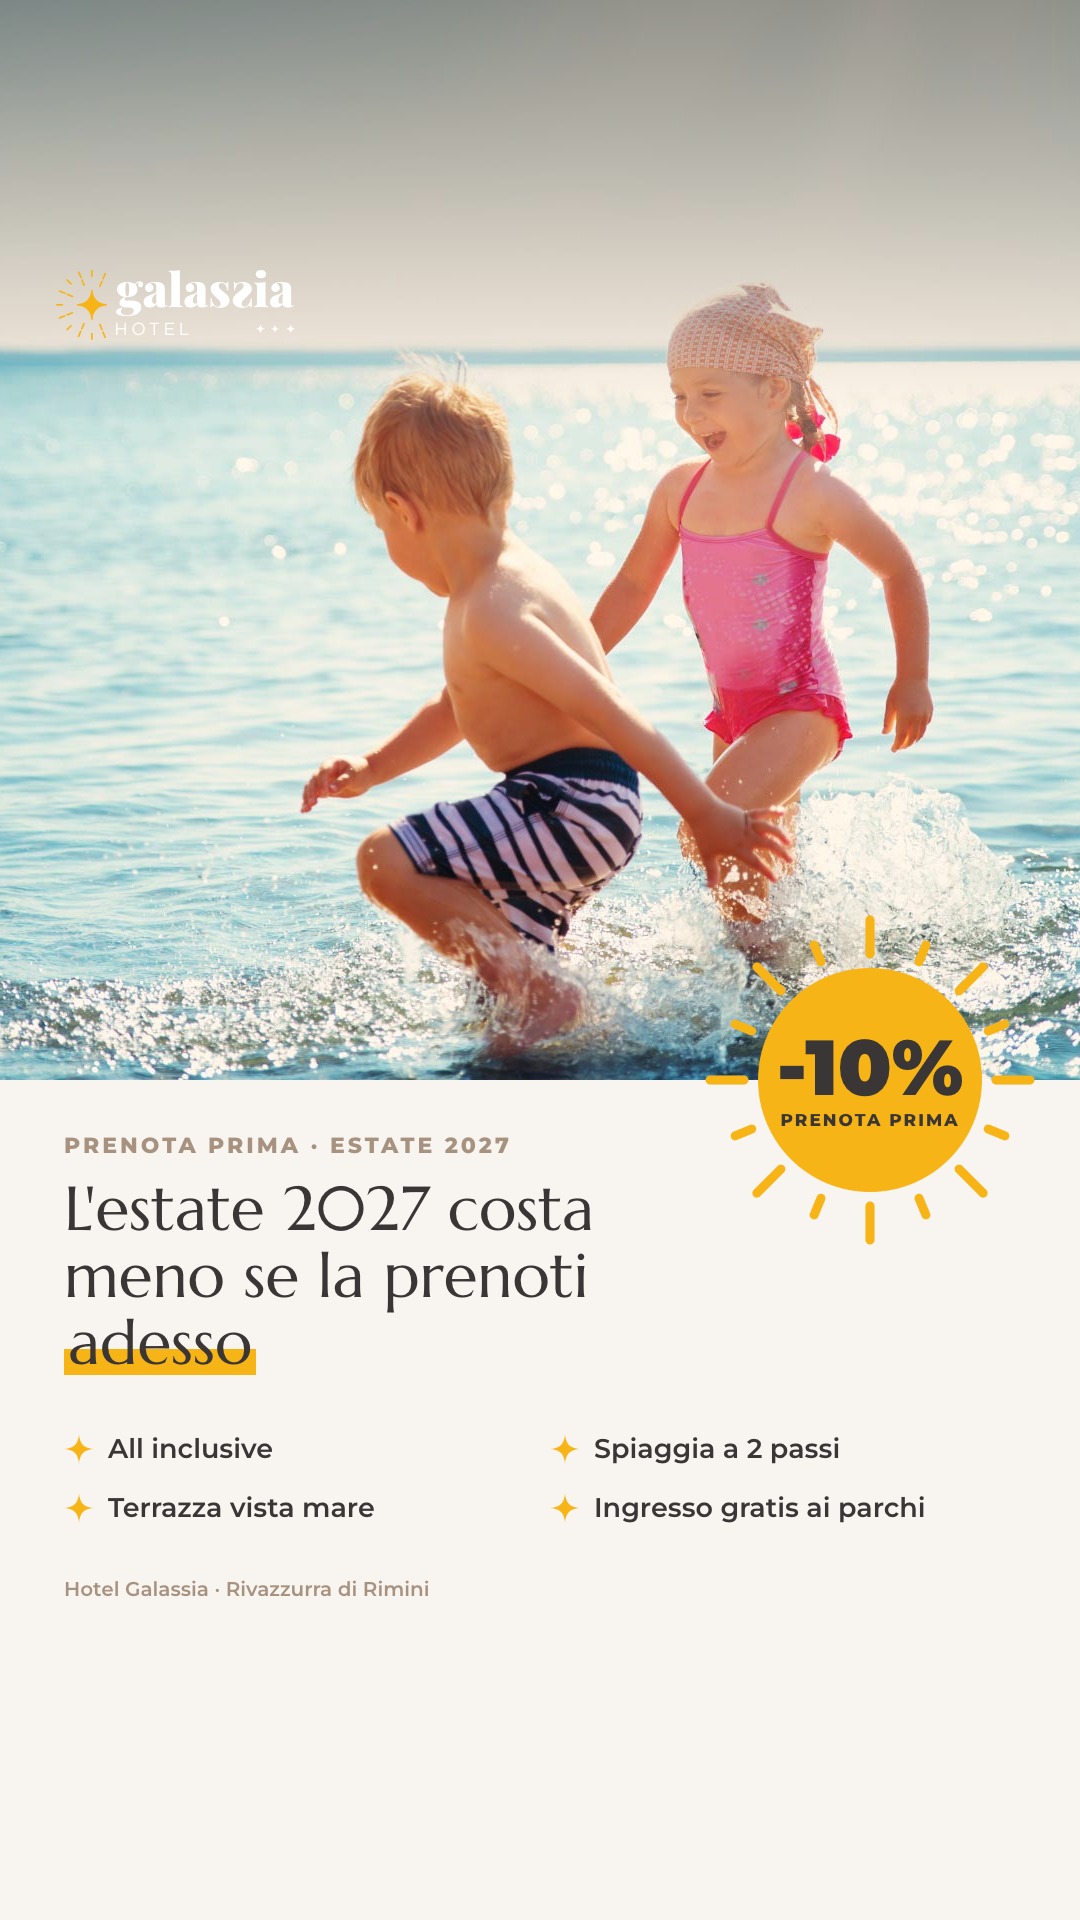 galassia
HOTEL
-10%
PRENOTA PRIMA
PRENOTA PRIMA · ESTATE 2027
L'estate 2027 costa
meno se la prenoti
adesso
All inclusive
Spiaggia a 2 passi
Terrazza vista mare
Ingresso gratis ai parchi
Hotel Galassia · Rivazzurra di Rimini